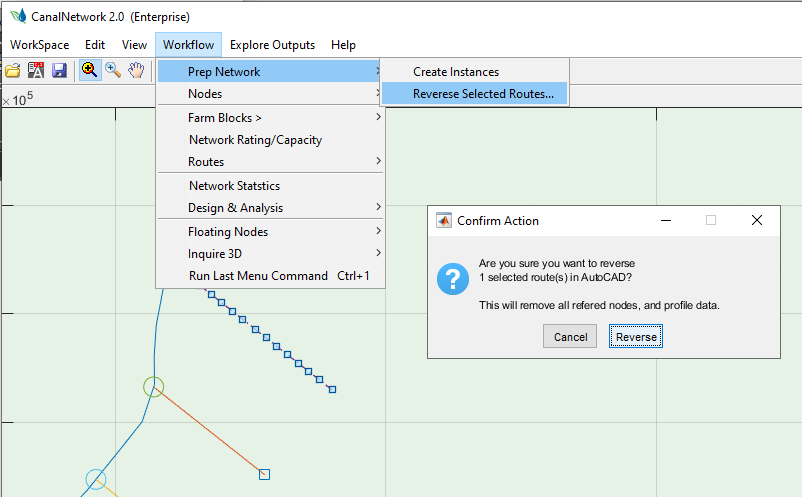 CanalNetwork 2.0 (Enterprise)
WorkSpace Edit View Workflow Explore Outputs Help
Prep Network
Create Instances
Nodes
Reverese Selected Routes...
× 10^5
Farm Blocks >
Network Rating/Capacity
Routes
Network Statstics
Design & Analysis
Floating Nodes
Inquire 3D
Run Last Menu Command Ctrl+1
Confirm Action
Are you sure you want to reverse
1 selected route(s) in AutoCAD?
This will remove all refered nodes, and profile data.
Cancel Reverse